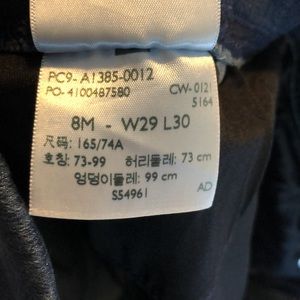 PC9- A1385-0012
PO- 4100487580
CW-0121
5164
8M - W29 L30
尺码: 165/74A
호칭: 73-99 허리둘레: 73 cm
엉덩이둘레: 99 cm
S54961
AD